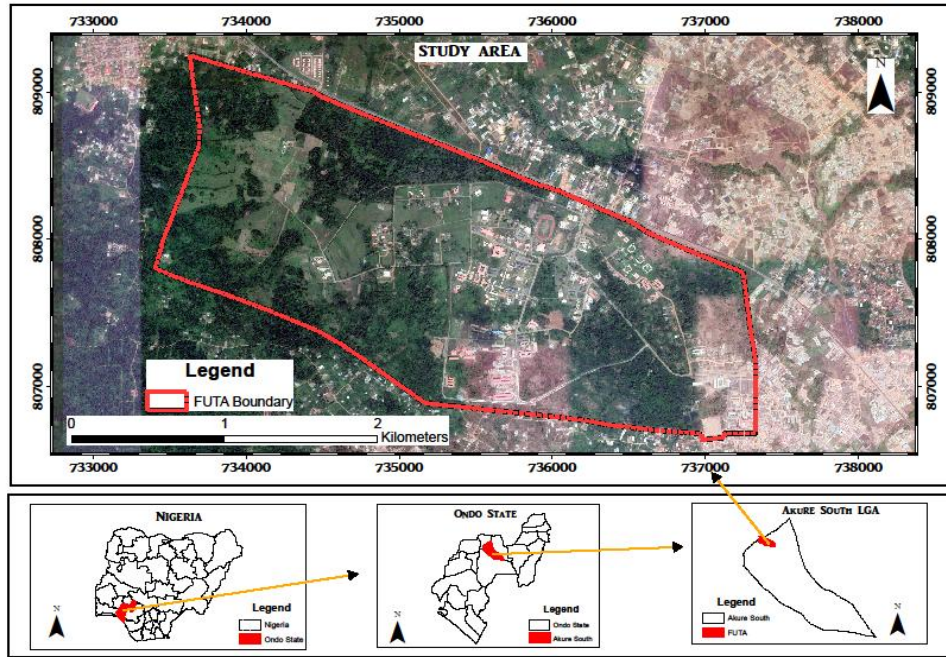 733000 734000 735000 736000 737000 738000
STUDY AREA
N
809000 809000
808000 808000
807000 807000
Legend
FUTA Boundary
0 1 2
Kilometers
733000 734000 735000 736000 737000 738000
NIGERIA
N
Legend
Nigeria
Ondo State
ONDO STATE
N
Legend
Ondo State
Akure South
AKURE SOUTH LGA
N
Legend
Akure South
FUTA